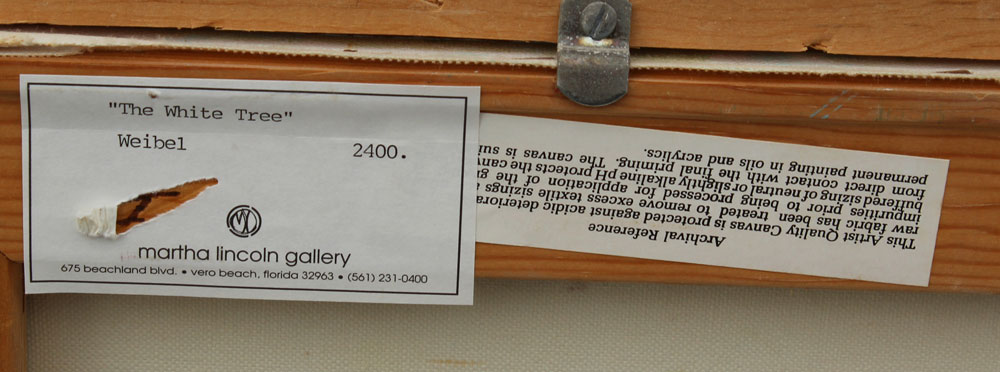 "The White Tree"
Weibel
2400.
martha lincoln gallery
675 beachland blvd. • vero beach, florida 32963 • (561) 231-0400
Archival Reference
This Artist Quality Canvas is protected against acidic deteriora
raw fabric has been treated to remove excess textile sizings
impurities prior to being processed for application of the
buffered sizing of neutral or slightly alkaline pH protects the
from direct contact with the final priming. The canvas is sui
permanent painting in oils and acrylics.